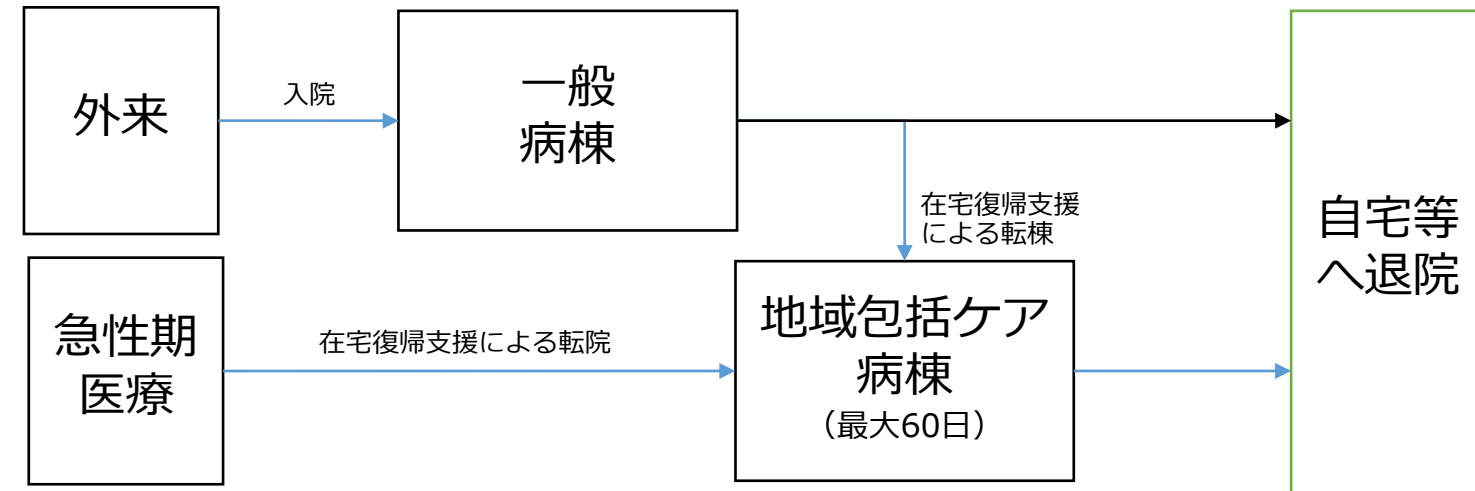 外来
入院
一般
病棟
在宅復帰支援
による転棟
自宅等
へ退院
急性期
医療
在宅復帰支援による転院
地域包括ケア
病棟
（最大60日）